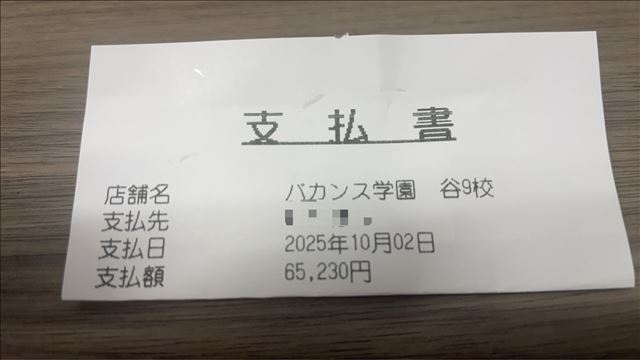 支払書
店舗名 バカンス学園 谷9校
支払先
支払日 2025年10月02日
支払額 65,230円